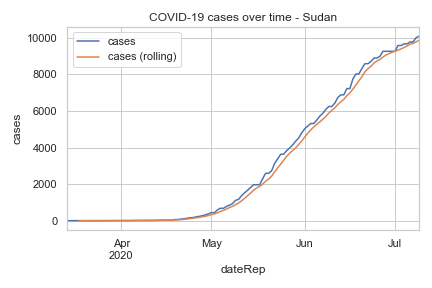 COVID-19 cases over time - Sudan
cases
cases (rolling)
10000
8000
6000
4000
2000
0
cases
Apr
2020
May
Jun
Jul
dateRep